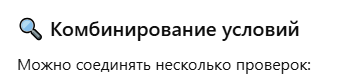 🔍 Комбинирование условий
Можно соединять несколько проверок: